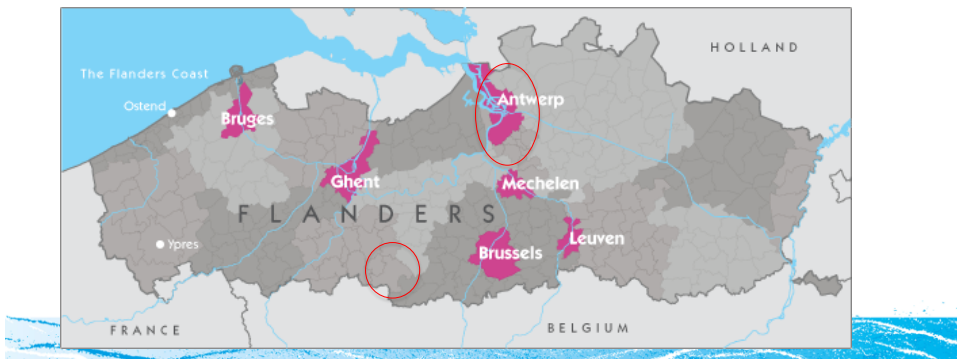 HOLLAND
The Flanders Coast
Ostend
Bruges
Antwerp
Ghent
Mechelen
FLANDERS
Ypres
Brussels
Leuven
FRANCE
BELGIUM